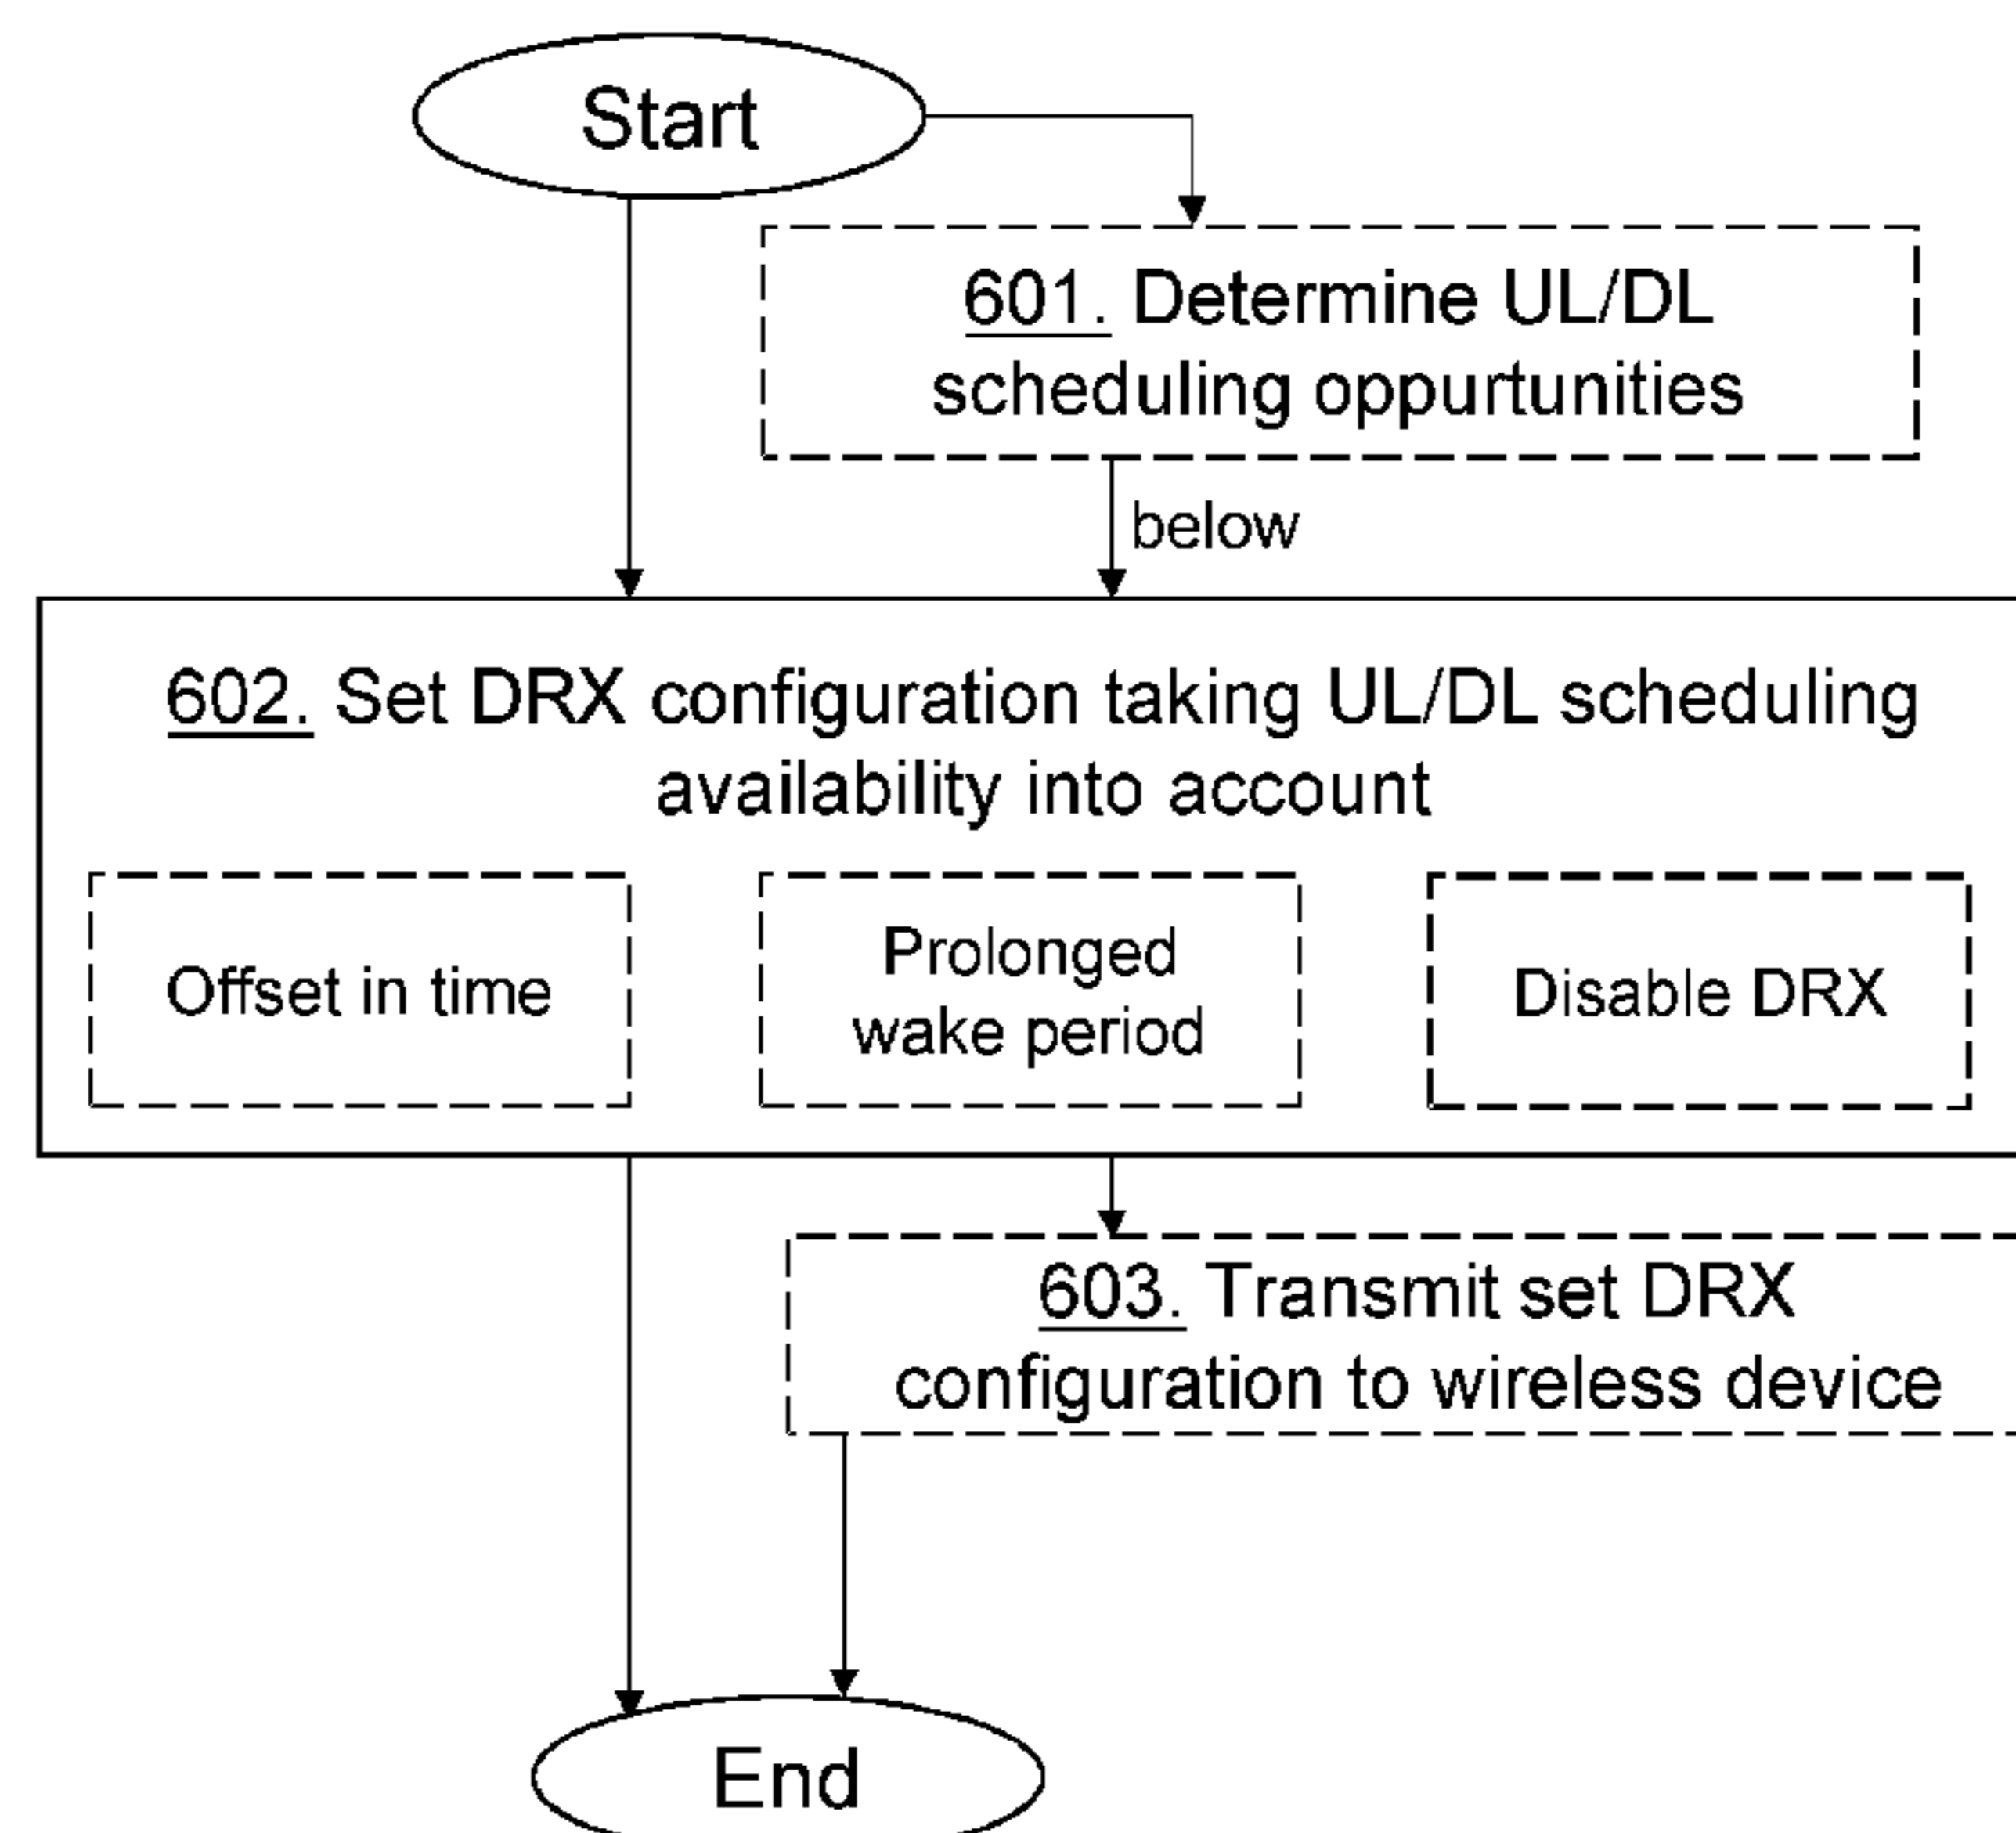 Start
601. Determine UL/DL
scheduling oppurtunities
below
602. Set DRX configuration taking UL/DL scheduling
availability into account
Offset in time
Prolonged
wake period
Disable DRX
603. Transmit set DRX
configuration to wireless device
End